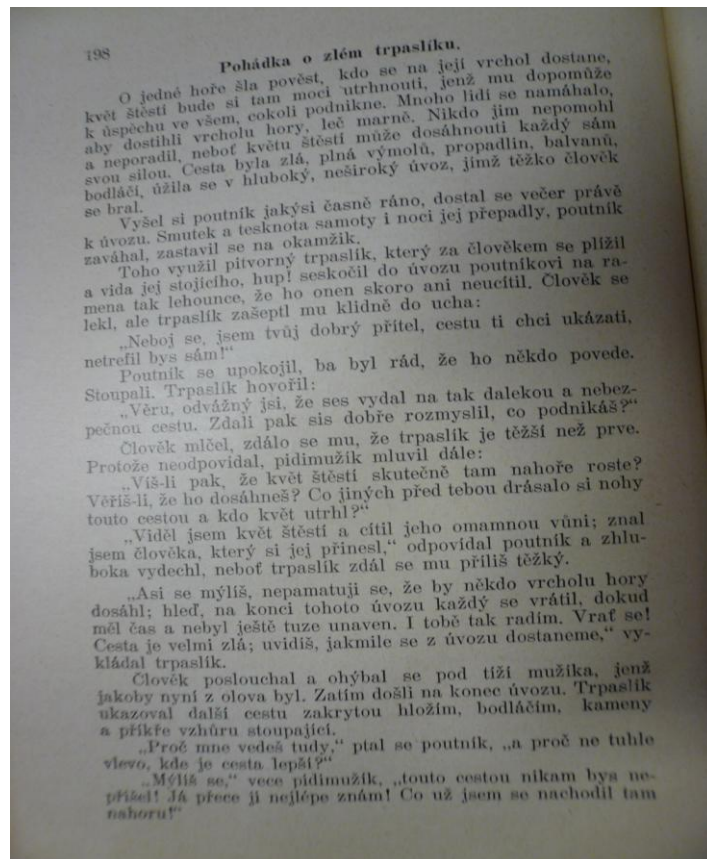 198
Pohádka o zlém trpaslíku.
O jedné hoře šla pověst, kdo se na její vrchol dostane,
květ štěstí bude si tam moci utrhnouti, jenž mu dopomůže
k úspěchu ve všem, cokoli podnikne. Mnoho lidí se namáhalo,
aby dostihli vrcholu hory, leč marně. Nikdo jim nepomohl
a neporadil, neboť květu štěstí může dosáhnouti každý sám
svou silou. Cesta byla zlá, plná výmolů, propadlin, balvanů,
bodláčí, úžila se v hluboký, neširoký úvoz, jímž těžko člověk
se bral.
Vyšel si poutník jakýsi časně ráno, dostal se večer právě
k úvozu. Smutek a tesknota samoty i noci jej přepadly, poutník
zaváhal, zastavil se na okamžik.
Toho využil pitvorný trpaslík, který za člověkem se plížil
a vida jej stojícího, hup! seskočil do úvozu poutníkovi na ra-
mena tak lehounce, že ho onen skoro ani neucítil. Člověk se
lekl, ale trpaslík zašeptl mu klidně do ucha:
„Neboj se, jsem tvůj dobrý přítel, cestu ti chci ukázati,
netrefil bys sám!“
Poutník se upokojil, ba byl rád, že ho někdo povede.
Stoupali. Trpaslík hovořil:
„Věru, odvážný jsi, že ses vydal na tak dalekou a nebez-
pečnou cestu. Zdali pak sis dobře rozmyslil, co podnikáš?“
Člověk mlčel, zdálo se mu, že trpaslík je těžší než prve.
Protože neodpovídal, pidimužík mluvil dále:
„Víš-li pak, že květ štěstí skutečně tam nahoře roste?
Věříš-li, že ho dosáhneš? Co jiných před tebou drásalo si nohy
touto cestou a kdo květ utrhl?“
„Viděl jsem květ štěstí a cítil jeho omamnou vůni; znal
jsem člověka, který si jej přinesl,“ odpovídal poutník a zhlu-
boka vydechl, neboť trpaslík zdál se mu příliš těžký.
„Asi se mýlíš, nepamatuji se, že by někdo vrcholu hory
dosáhl; hleď, na konci tohoto úvozu každý se vrátil, dokud
měl čas a nebyl ještě tuze unaven. I tobě tak radím. Vrať se!
Cesta je velmi zlá; uvidíš, jakmile se z úvozu dostaneme,“ vy-
kládal trpaslík.
Člověk poslouchal a ohýbal se pod tíží mužíka, jenž
jakoby nyní z olova byl. Zatím došli na konec úvozu. Trpaslík
ukazoval další cestu zakrytou hložím, bodláčím, kameny
a příkře vzhůru stoupající.
„Proč mne vedeš tudy,“ ptal se poutník, „a proč ne tuhle
vlevo, kde je cesta lepší?“
„Mýlíš se,“ vece pidimužík, „touto cestou nikam bys ne-
přišel! Já přece ji nejlépe znám! Co už jsem se nachodil tam
nahoru!“